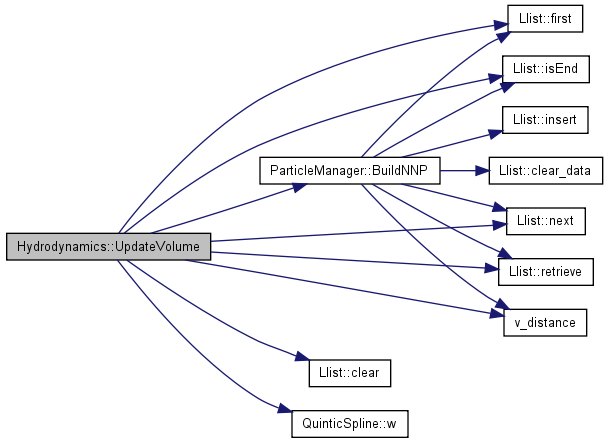 Llist::first
Llist::isEnd
Llist::insert
ParticleManager::BuildNNP
Llist::clear_data
Llist::next
Hydrodynamics::UpdateVolume
Llist::retrieve
v_distance
Llist::clear
QuinticSpline::w